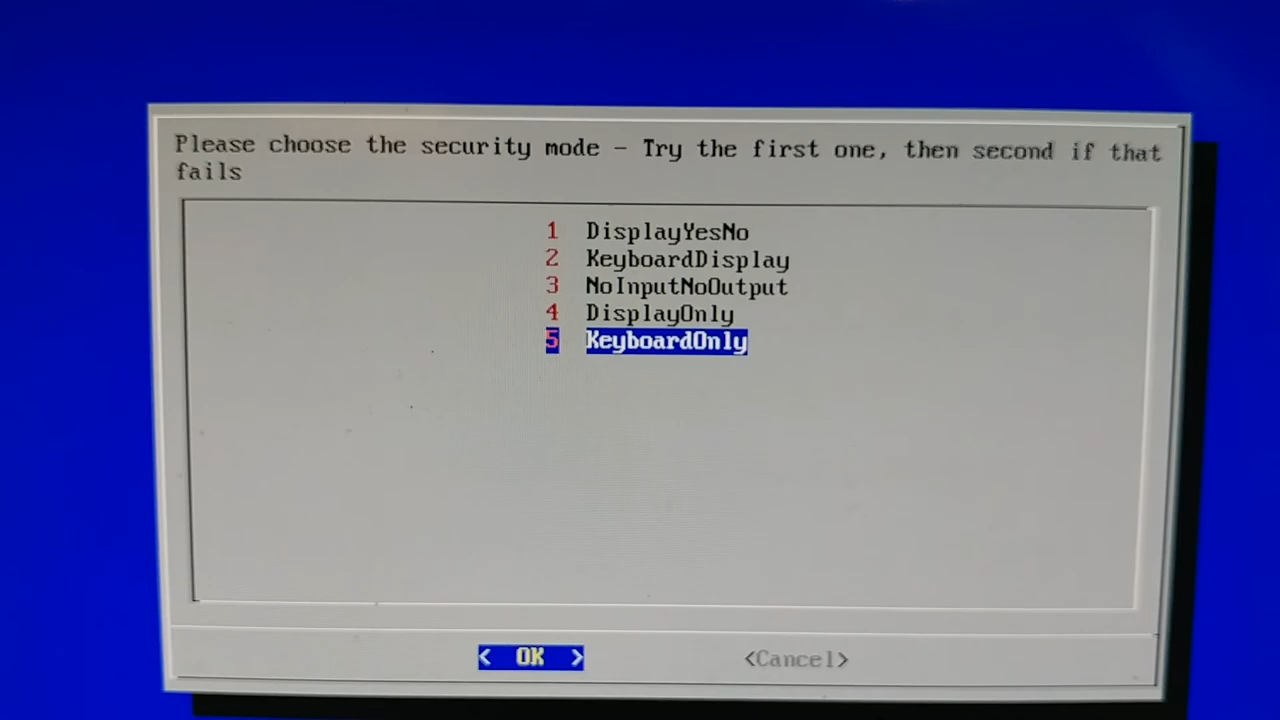 Please choose the security mode - Try the first one, then second if that
fails
1 DisplayYesNo
2 KeyboardDisplay
3 NoInputNoOutput
4 DisplayOnly
5 KeyboardOnly
< OK > <Cancel>